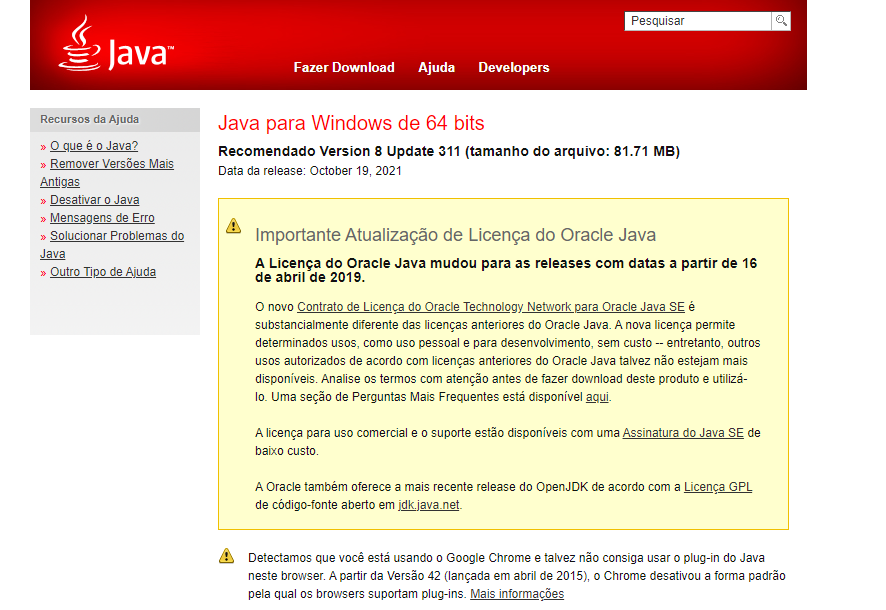 Java™
Pesquisar
Fazer Download Ajuda Developers
Recursos da Ajuda
» O que é o Java?
» Remover Versões Mais
Antigas
» Desativar o Java
» Mensagens de Erro
» Solucionar Problemas do
Java
» Outro Tipo de Ajuda
Java para Windows de 64 bits
Recomendado Version 8 Update 311 (tamanho do arquivo: 81.71 MB)
Data da release: October 19, 2021
Importante Atualização de Licença do Oracle Java
A Licença do Oracle Java mudou para as releases com datas a partir de 16
de abril de 2019.
O novo Contrato de Licença do Oracle Technology Network para Oracle Java SE é
substancialmente diferente das licenças anteriores do Oracle Java. A nova licença permite
determinados usos, como uso pessoal e para desenvolvimento, sem custo -- entretanto, outros
usos autorizados de acordo com licenças anteriores do Oracle Java talvez não estejam mais
disponíveis. Analise os termos com atenção antes de fazer download deste produto e utilizá-
lo. Uma seção de Perguntas Mais Frequentes está disponível aqui.
A licença para uso comercial e o suporte estão disponíveis com uma Assinatura do Java SE de
baixo custo.
A Oracle também oferece a mais recente release do OpenJDK de acordo com a Licença GPL
de código-fonte aberto em jdk.java.net.
Detectamos que você está usando o Google Chrome e talvez não consiga usar o plug-in do Java
neste browser. A partir da Versão 42 (lançada em abril de 2015), o Chrome desativou a forma padrão
pela qual os browsers suportam plug-ins. Mais informações